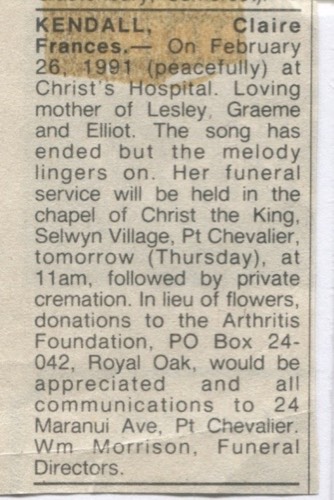 KENDALL, Claire
Frances.— On February
26, 1991 (peacefully) at
Christ's Hospital. Loving
mother of Lesley, Graeme
and Elliot. The song has
ended but the melody
lingers on. Her funeral
service will be held in the
chapel of Christ the King,
Selwyn Village, Pt Chevalier,
tomorrow (Thursday), at
11am, followed by private
cremation. In lieu of flowers,
donations to the Arthritis
Foundation, PO Box 24-
042, Royal Oak, would be
appreciated and all
communications to 24
Maranui Ave, Pt Chevalier.
Wm Morrison, Funeral
Directors.